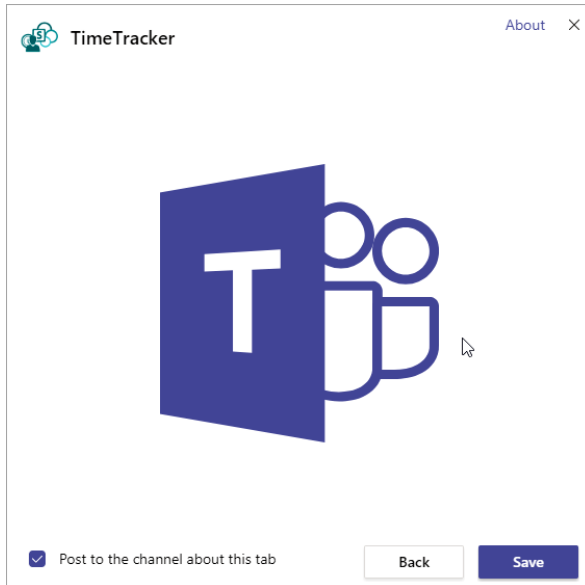 TimeTracker
About
T
Post to the channel about this tab
Back
Save